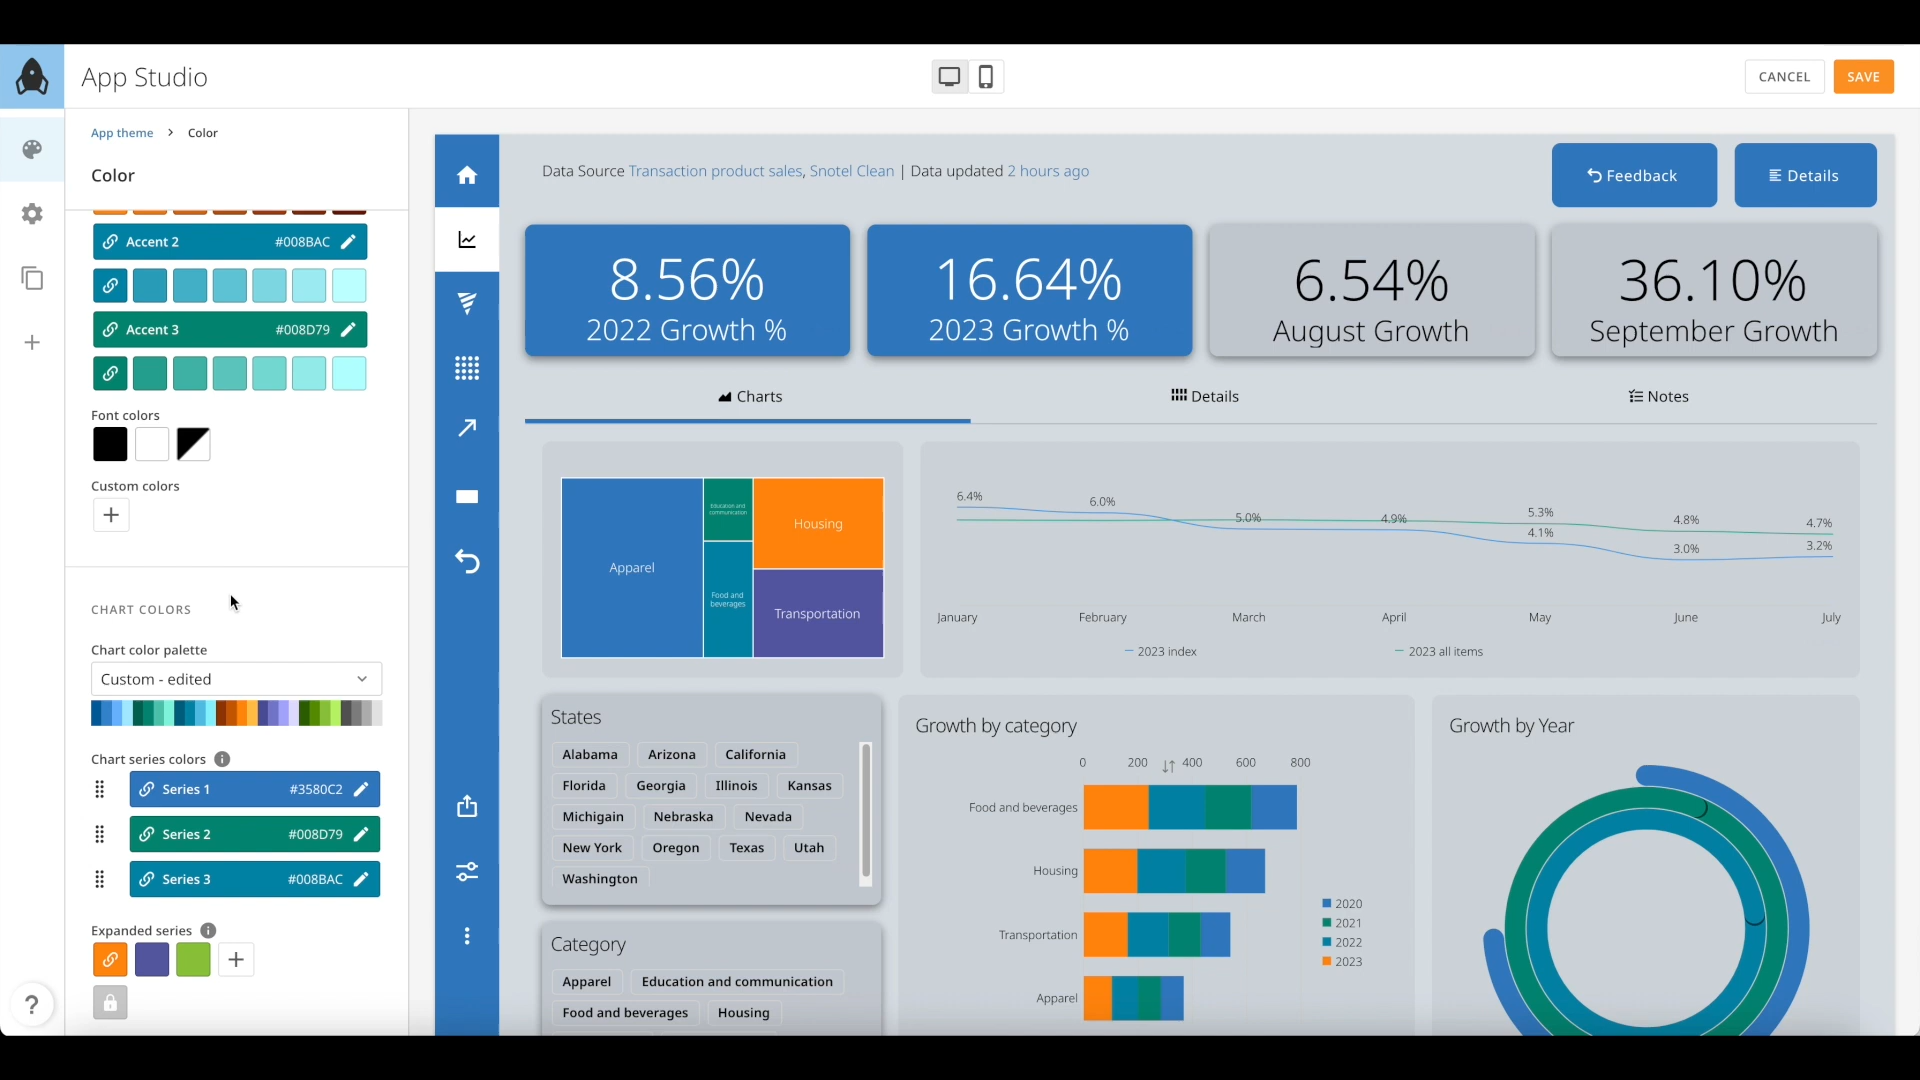 App Studio
CANCEL
SAVE
App theme > Color
Color
Accent 2 #008BAC
Accent 3 #008D79
Font colors
Custom colors
CHART COLORS
Chart color palette
Custom - edited
Chart series colors
Series 1 #3580C2
Series 2 #008D79
Series 3 #008BAC
Expanded series
?
Data Source Transaction product sales, Snotel Clean | Data updated 2 hours ago
Feedback
Details
8.56%
2022 Growth %
16.64%
2023 Growth %
6.54%
August Growth
36.10%
September Growth
Charts
Details
Notes
Apparel
Education and
communication
Food and
beverages
Housing
Transportation
6.4%
6.0%
5.0%
4.9%
5.3%
4.1%
4.8%
3.0%
4.7%
3.2%
January February March April May June July
2023 index
2023 all items
States
Alabama Arizona California
Florida Georgia Illinois Kansas
Michigain Nebraska Nevada
New York Oregon Texas Utah
Washington
Category
Apparel Education and communication
Food and beverages Housing
Growth by category
0 200 400 600 800
Food and beverages
Housing
Transportation
Apparel
2020
2021
2022
2023
Growth by Year